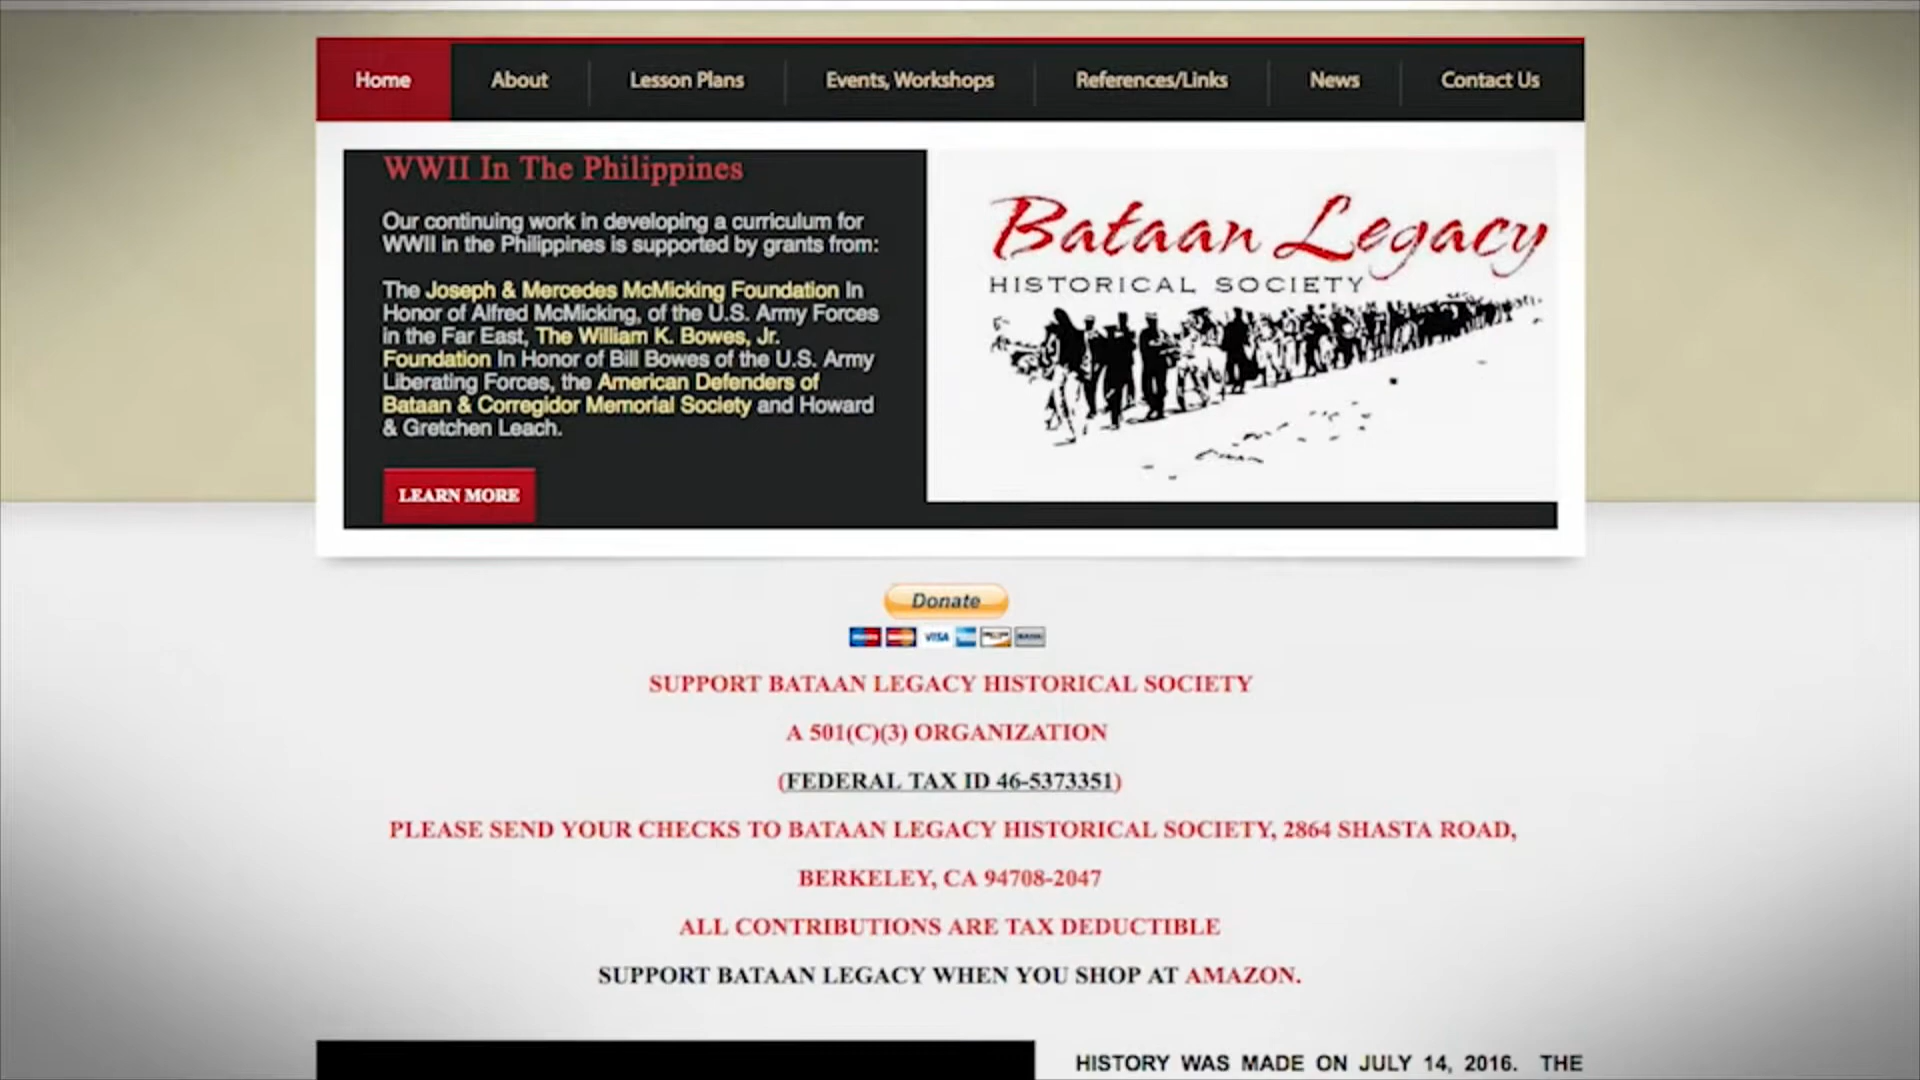 Home About Lesson Plans Events, Workshops References/Links News Contact Us
WWII In The Philippines
Our continuing work in developing a curriculum for
WWII in the Philippines is supported by grants from:
The Joseph & Mercedes McMicking Foundation In
Honor of Alfred McMicking, of the U.S. Army Forces
in the Far East, The William K. Bowes, Jr.
Foundation In Honor of Bill Bowes of the U.S. Army
Liberating Forces, the American Defenders of
Bataan & Corregidor Memorial Society and Howard
& Gretchen Leach.
LEARN MORE
Bataan Legacy
HISTORICAL SOCIETY
Donate
VISA
SUPPORT BATAAN LEGACY HISTORICAL SOCIETY
A 501(C)(3) ORGANIZATION
(FEDERAL TAX ID 46-5373351)
PLEASE SEND YOUR CHECKS TO BATAAN LEGACY HISTORICAL SOCIETY, 2864 SHASTA ROAD,
BERKELEY, CA 94708-2047
ALL CONTRIBUTIONS ARE TAX DEDUCTIBLE
SUPPORT BATAAN LEGACY WHEN YOU SHOP AT AMAZON.
HISTORY WAS MADE ON JULY 14, 2016. THE